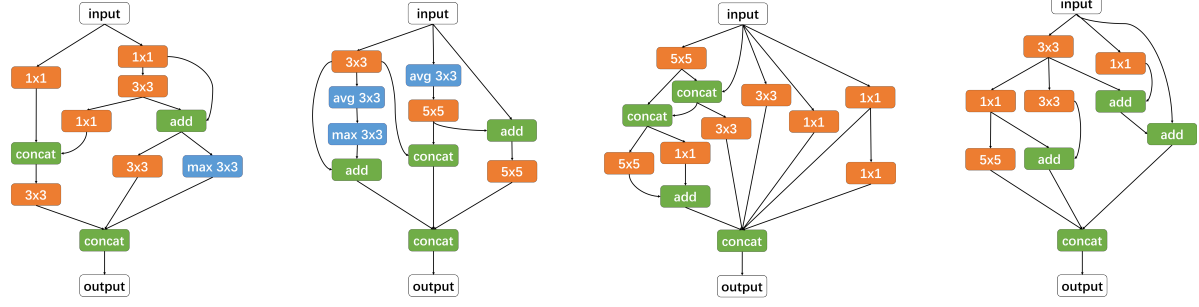 input
1x1
1x1
3x3
1x1
add
concat
3x3
max 3x3
3x3
concat
output
input
3x3
avg 3x3
avg 3x3
5x5
max 3x3
add
concat
add
5x5
concat
output
input
5x5
concat
3x3
1x1
concat
3x3
1x1
5x5
1x1
1x1
add
concat
output
input
3x3
1x1
1x1
3x3
add
add
5x5
add
concat
output